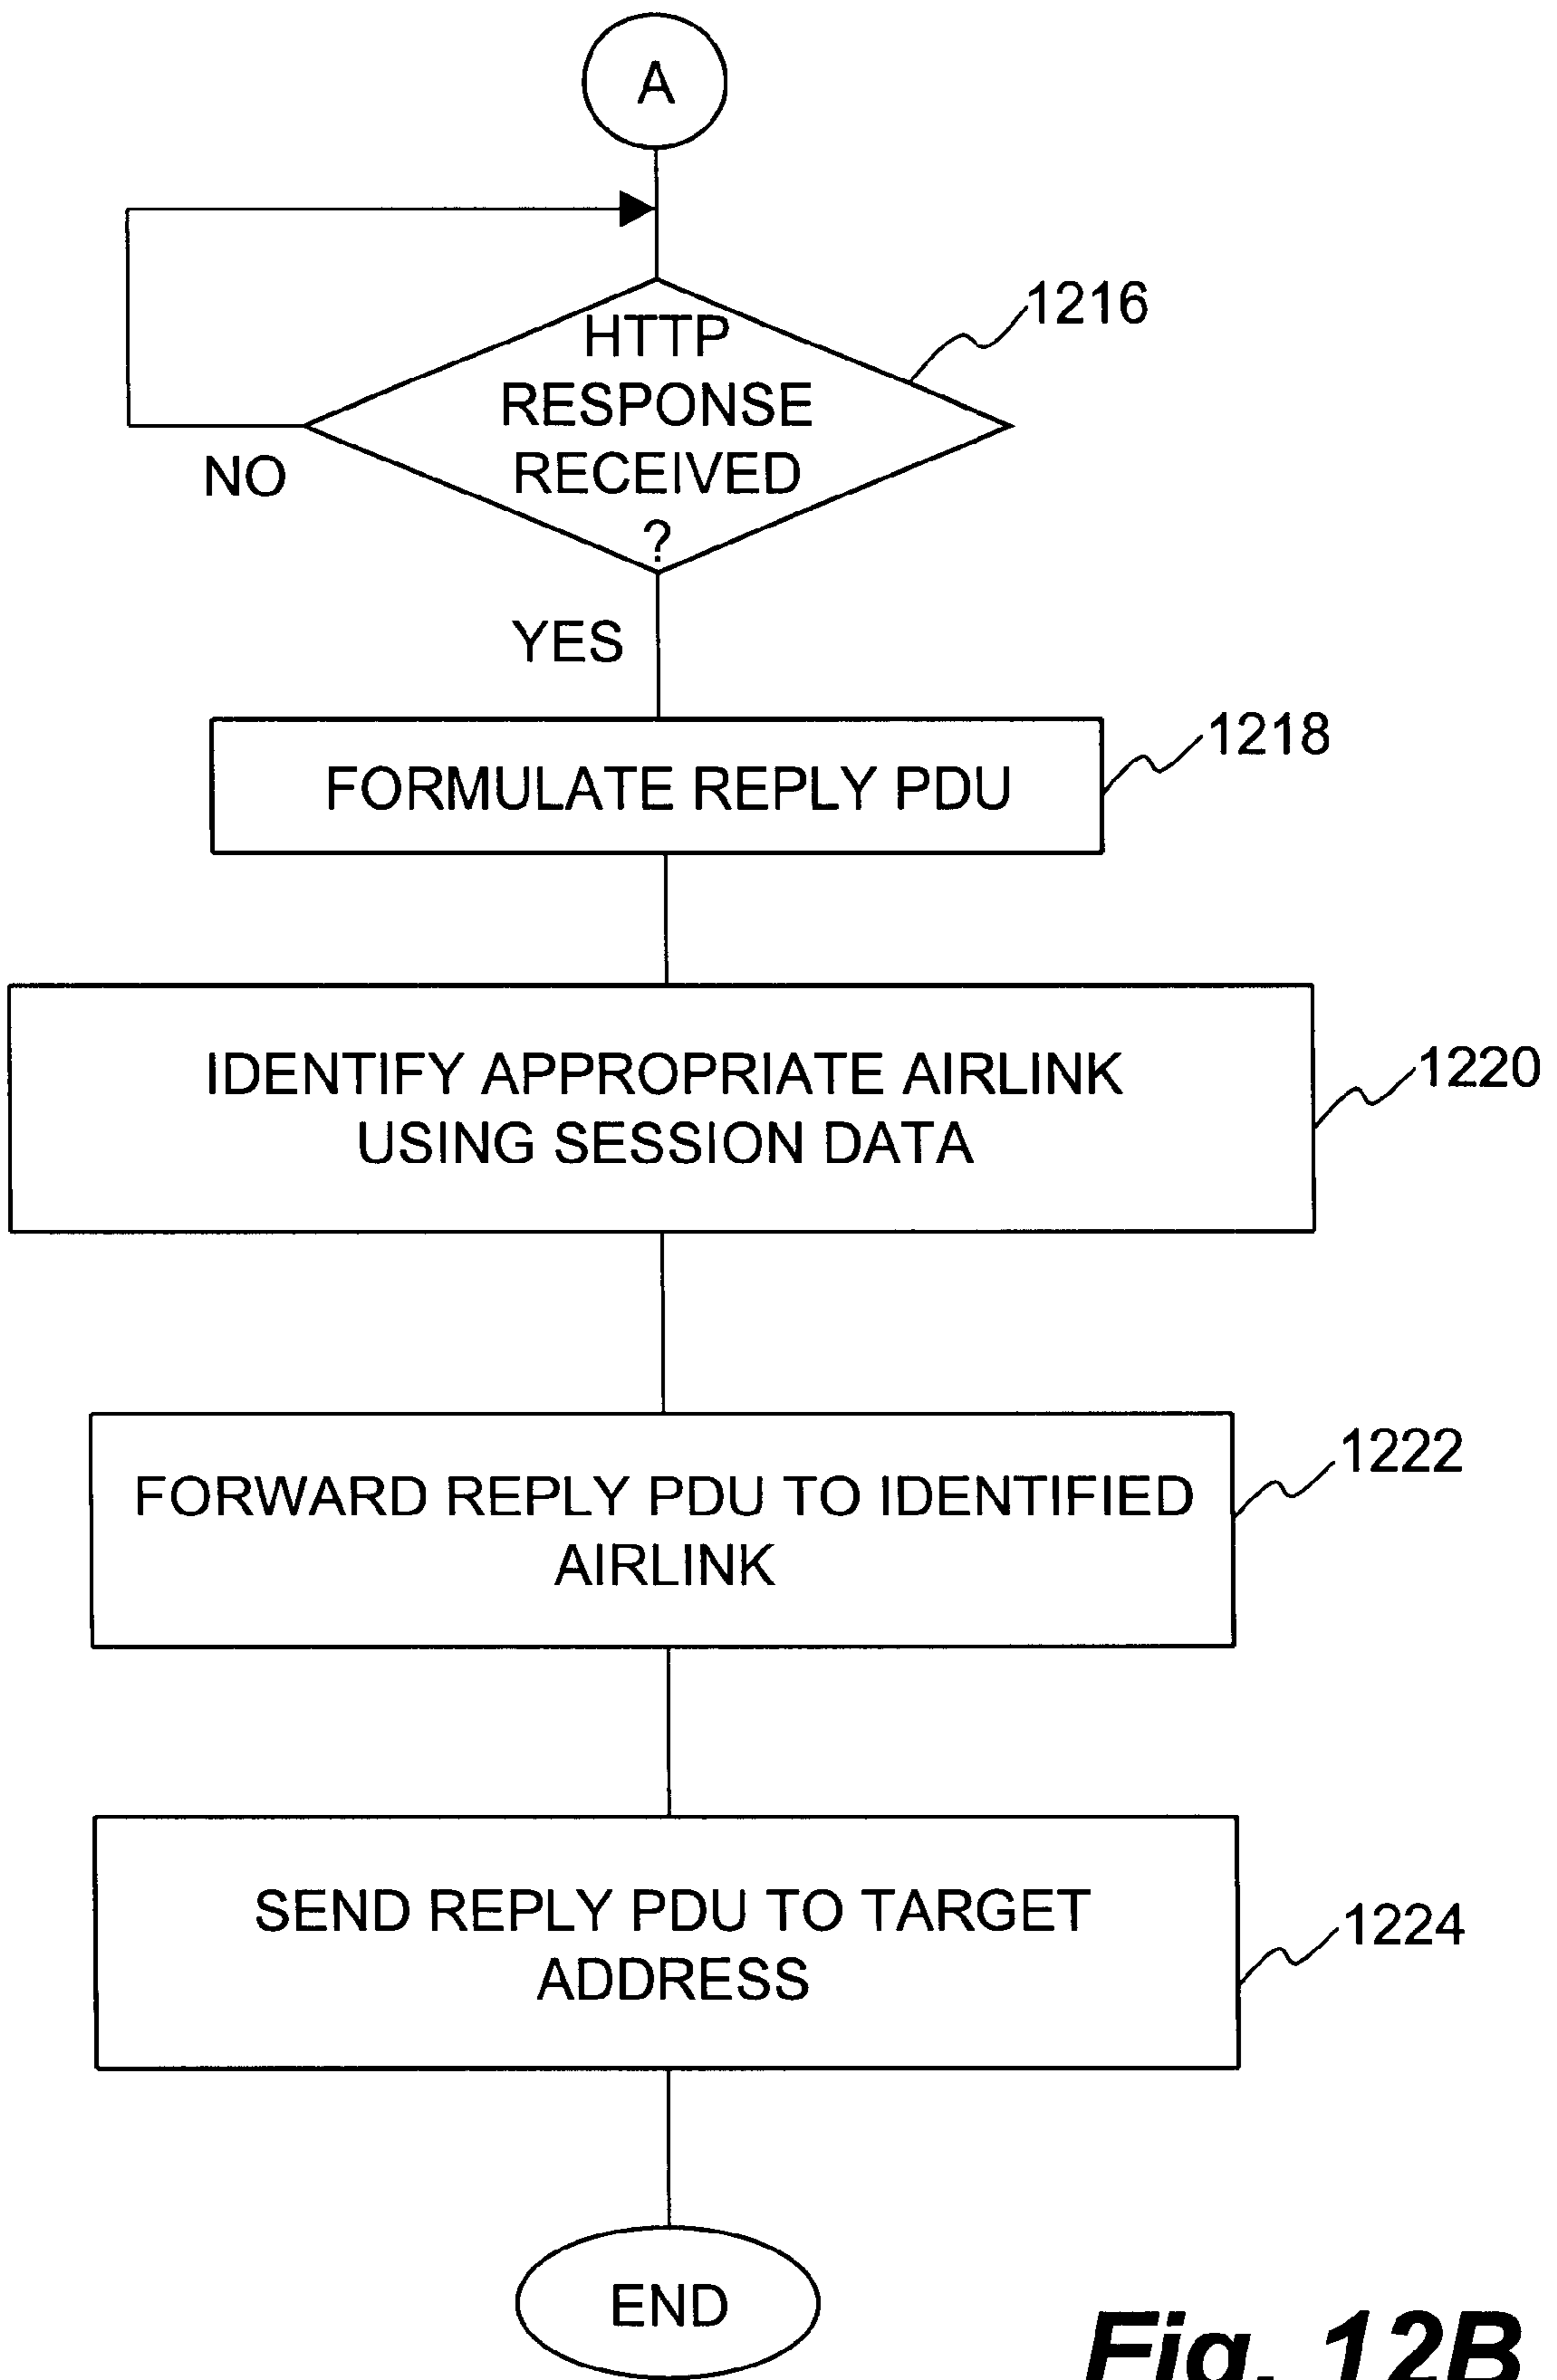 A
HTTP
RESPONSE
RECEIVED
?
1216
NO
YES
FORMULATE REPLY PDU
1218
IDENTIFY APPROPRIATE AIRLINK
USING SESSION DATA
1220
FORWARD REPLY PDU TO IDENTIFIED
AIRLINK
1222
SEND REPLY PDU TO TARGET
ADDRESS
1224
END
Fig. 12B